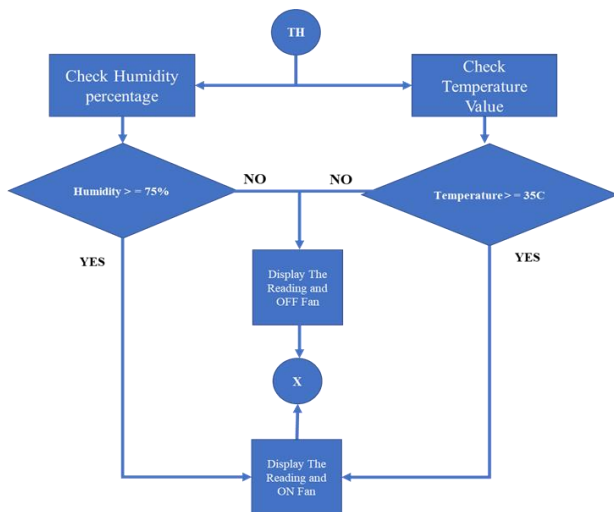 TH
Check Humidity
percentage
Check
Temperature
Value
Humidity > = 75%
NO
NO
Temperature > = 35C
YES
YES
Display The
Reading and
OFF Fan
X
Display The
Reading and
ON Fan